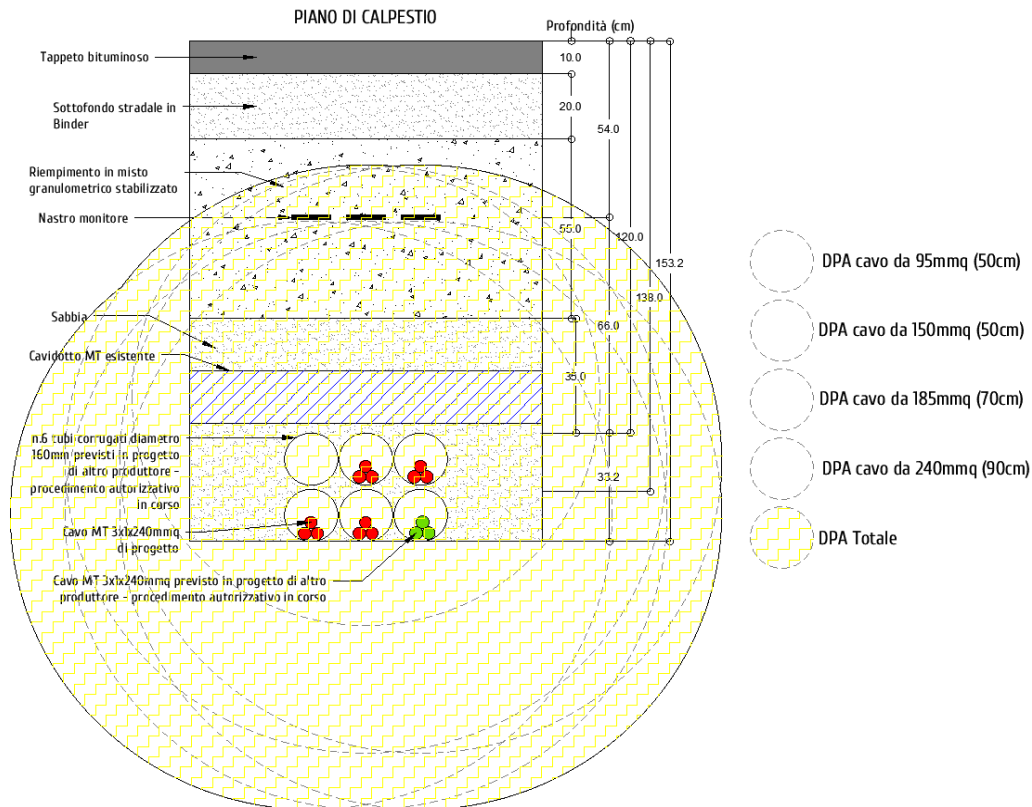 PIANO DI CALPESTIO
Profondità (cm)
Tappeto bituminoso
10.0
Sottofondo stradale in
Binder
20.0
54.0
Riempimento in misto
granulometrico stabilizzato
Nastro monitore
55.0
120.0
153.2
138.0
DPA cavo da 95mmq (50cm)
DPA cavo da 150mmq (50cm)
DPA cavo da 185mmq (70cm)
DPA cavo da 240mmq (90cm)
DPA Totale
Sabbia
66.0
Cavidotto MT esistente
35.0
n.6 tubi corrugati diametro
160mm previsti in progetto
di altro produttore -
procedimento autorizzativo
in corso
33.2
Cavo MT 3x1x240mmq
di progetto
Cavo MT 3x1x240mmq previsto in progetto di altro
produttore - procedimento autorizzativo in corso